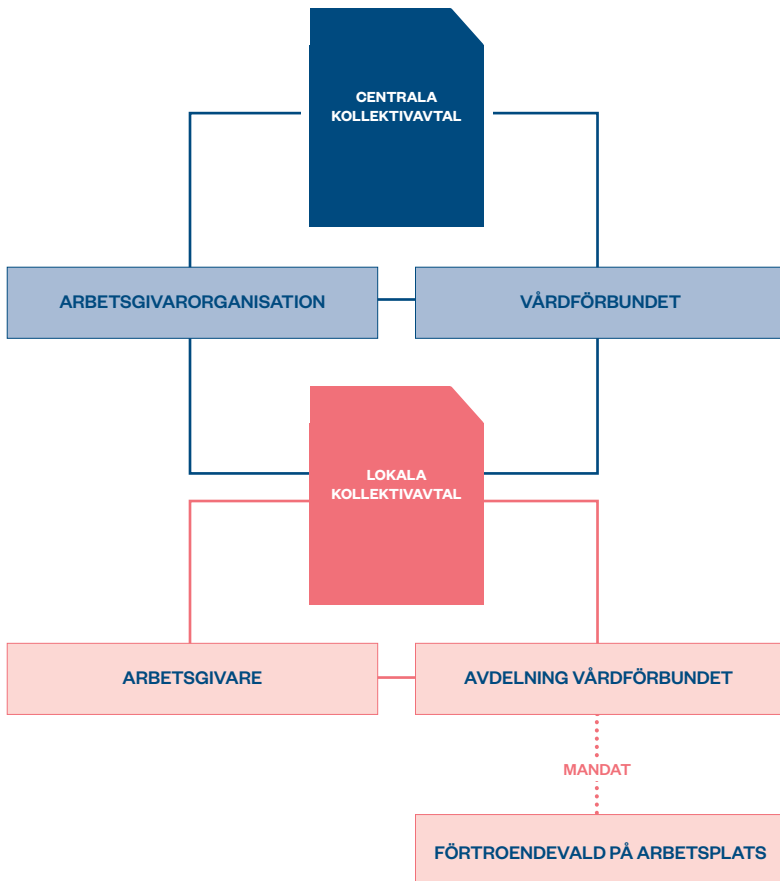 CENTRALA
KOLLEKTIVAVTAL
ARBETSGIVARORGANISATION
VÅRDFÖRBUNDET
LOKALA
KOLLEKTIVAVTAL
ARBETSGIVARE
AVDELNING VÅRDFÖRBUNDET
MANDAT
FÖRTROENDEVALD PÅ ARBETSPLATS